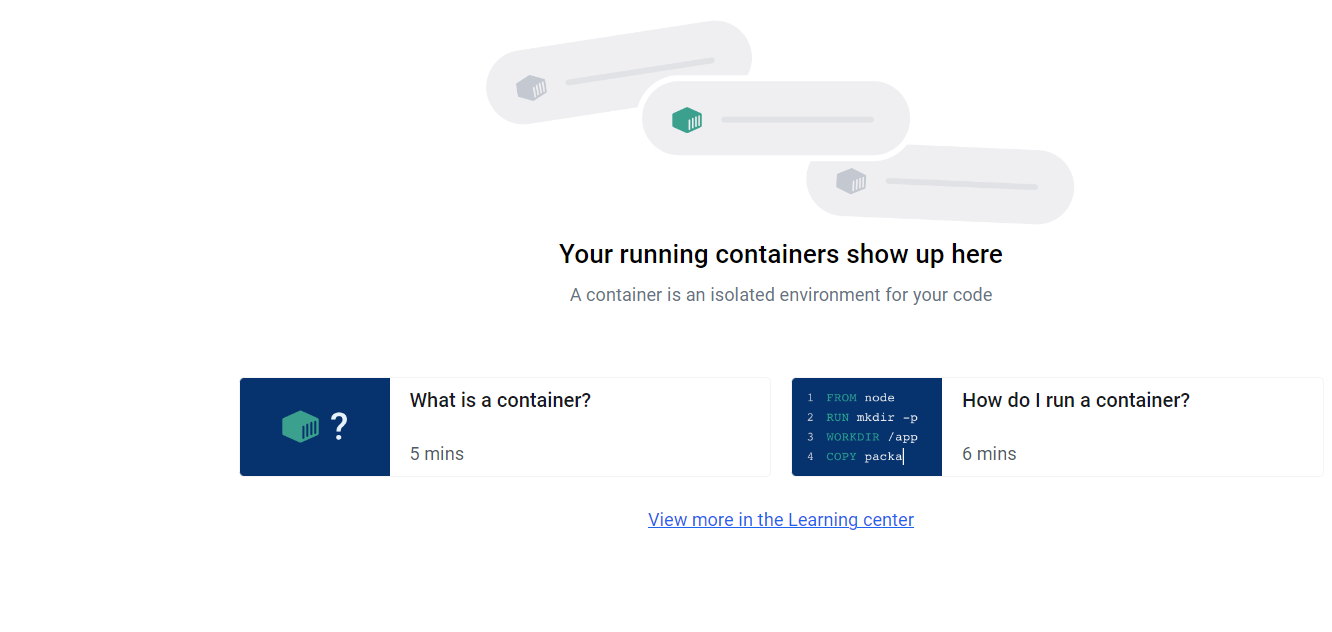 Your running containers show up here
A container is an isolated environment for your code
?
What is a container?
5 mins
1 FROM node
2 RUN mkdir -p
3 WORKDIR /app
4 COPY packa
How do I run a container?
6 mins
View more in the Learning center